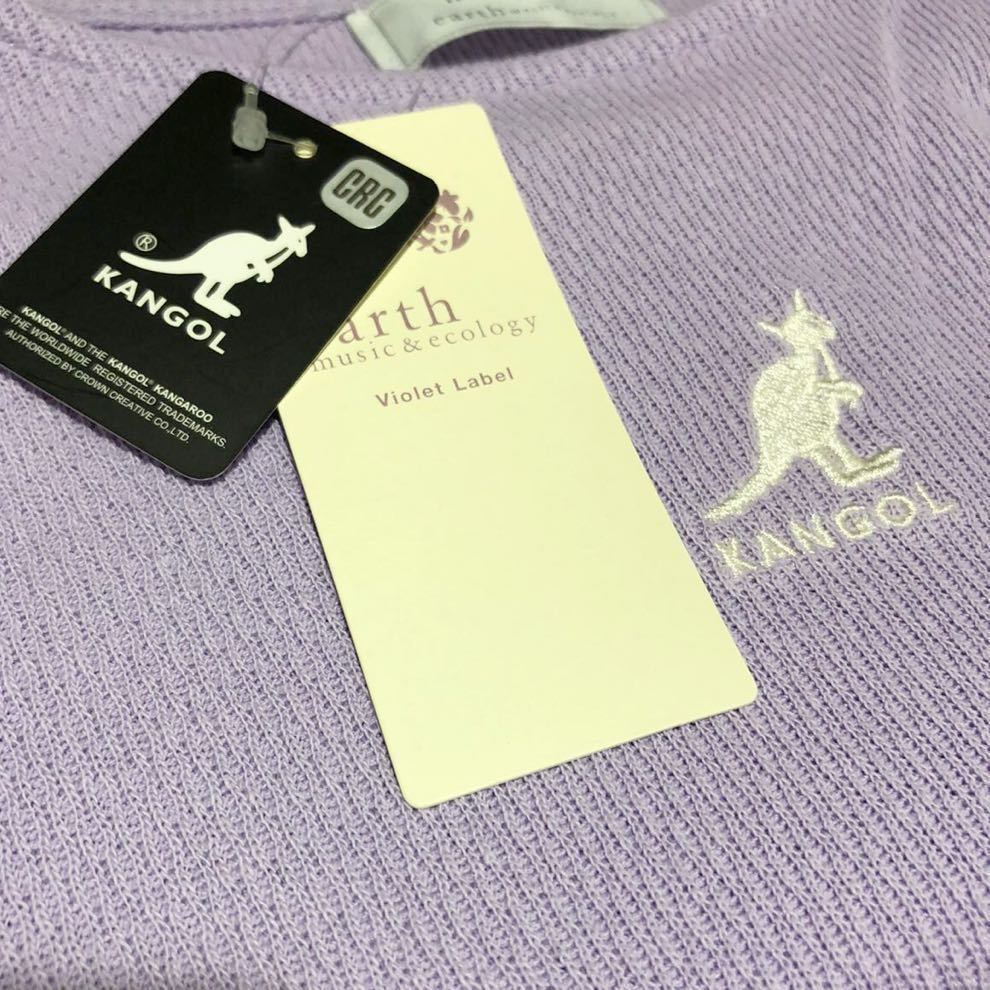 earth
CRC
®
KANGOL
KANGOL® AND THE KANGOL® KANGAROO
RE THE WORLDWIDE REGISTERED TRADEMARKS.
AUTHORIZED BY CROWN CREATIVE CO.,LTD.
arth
music & ecology
Violet Label
KANGOL